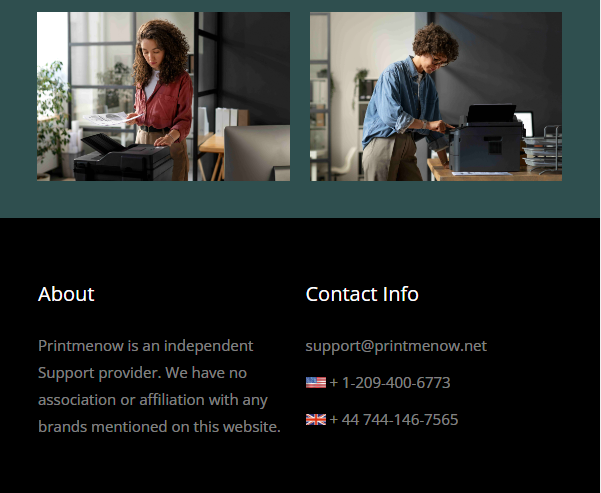 About
Printmenow is an independent
Support provider. We have no
association or affiliation with any
brands mentioned on this website.
Contact Info
support@printmenow.net
+ 1-209-400-6773
+ 44 744-146-7565